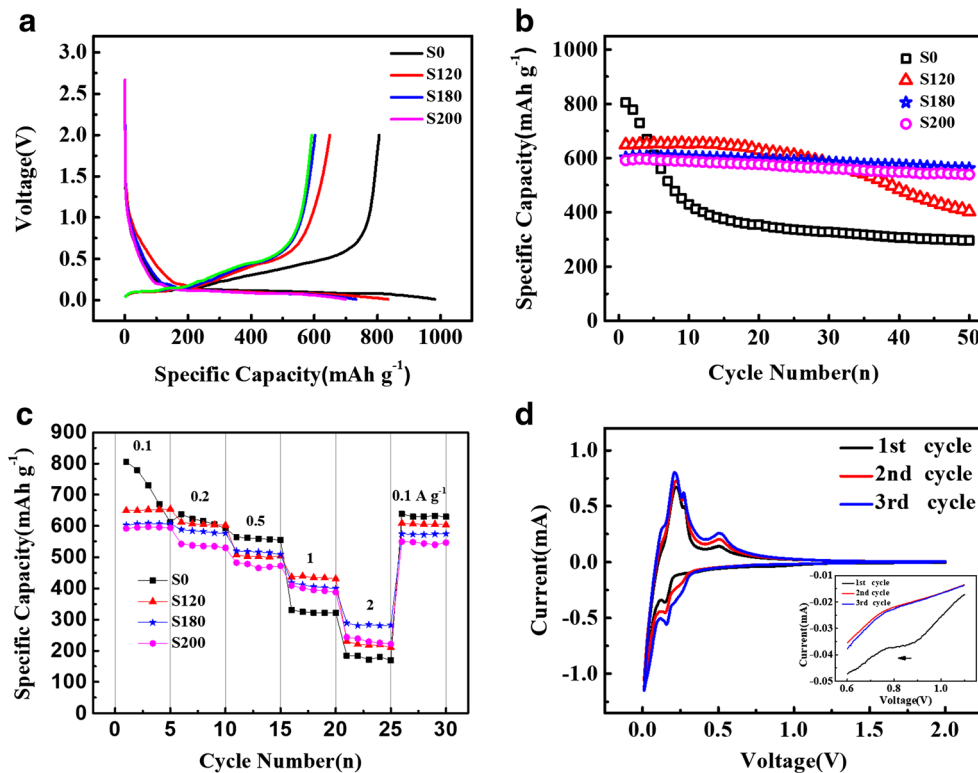 a
3.0
2.5
2.0
1.5
1.0
0.5
0.0
Voltage(V)
S0
S120
S180
S200
0 200 400 600 800 1000
Specific Capacity(mAh g⁻¹)
b
1000
800
600
400
200
0
Specific Capacity(mAh g⁻¹)
S0
S120
S180
S200
0 10 20 30 40 50
Cycle Number(n)
c
900
800
700
600
500
400
300
200
100
0
Specific Capacity(mAh g⁻¹)
0.1
0.2
0.5
1
2
0.1 A g⁻¹
S0
S120
S180
S200
0 5 10 15 20 25 30
Cycle Number(n)
d
1.0
0.5
0.0
-0.5
-1.0
Current(mA)
1st cycle
2nd cycle
3rd cycle
-0.01
-0.02
-0.03
-0.04
-0.05
Current(mA)
1st cycle
2nd cycle
3rd cycle
0.6 0.8 1.0
Voltage(V)
0.0 0.5 1.0 1.5 2.0
Voltage(V)